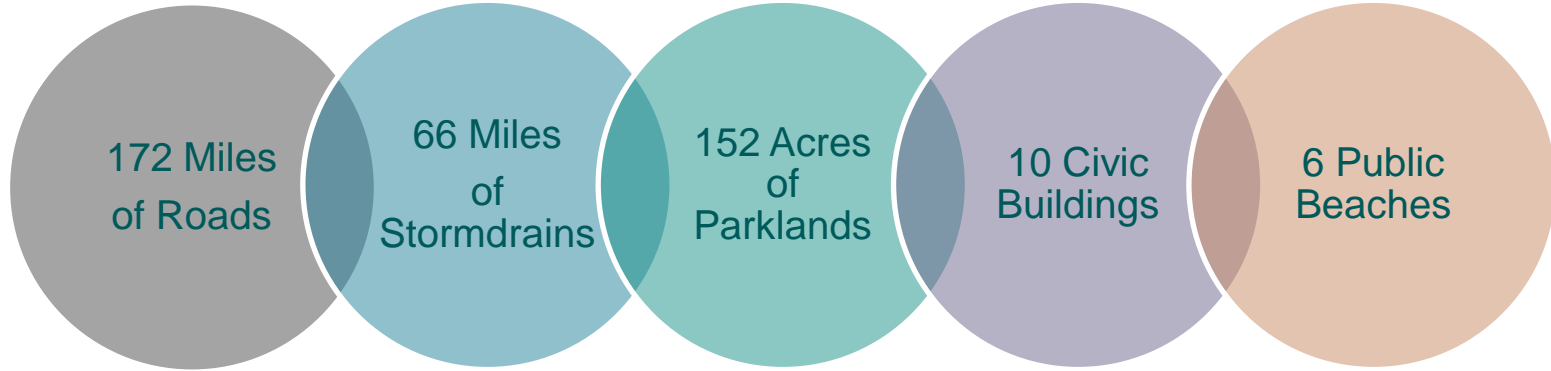 172 Miles
of Roads
66 Miles
of
Stormdrains
152 Acres
of
Parklands
10 Civic
Buildings
6 Public
Beaches